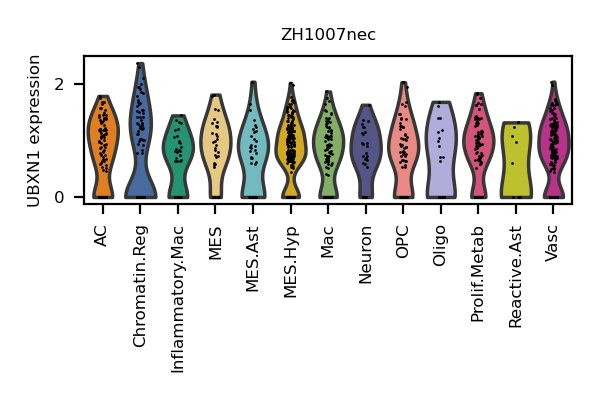 ZH1007nec
UBXN1 expression
2
0
AC
Chromatin.Reg
Inflammatory.Mac
MES
MES.Ast
MES.Hyp
Mac
Neuron
OPC
Oligo
Prolif.Metab
Reactive.Ast
Vasc